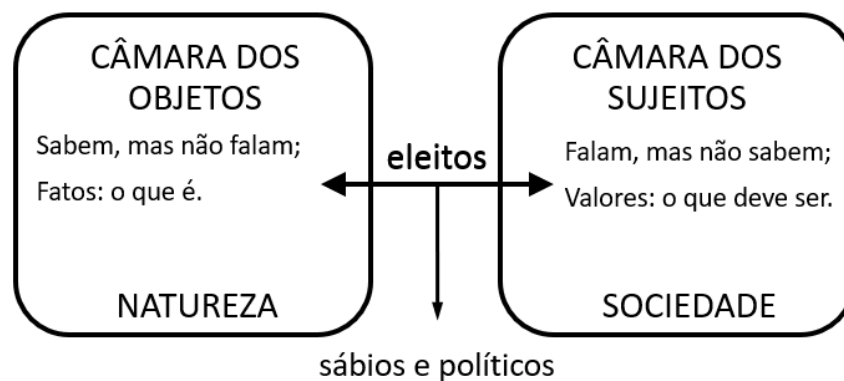 CÂMARA DOS
OBJETOS
Sabem, mas não falam;
Fatos: o que é.
NATUREZA
eleitos
sábios e políticos
CÂMARA DOS
SUJEITOS
Falam, mas não sabem;
Valores: o que deve ser.
SOCIEDADE